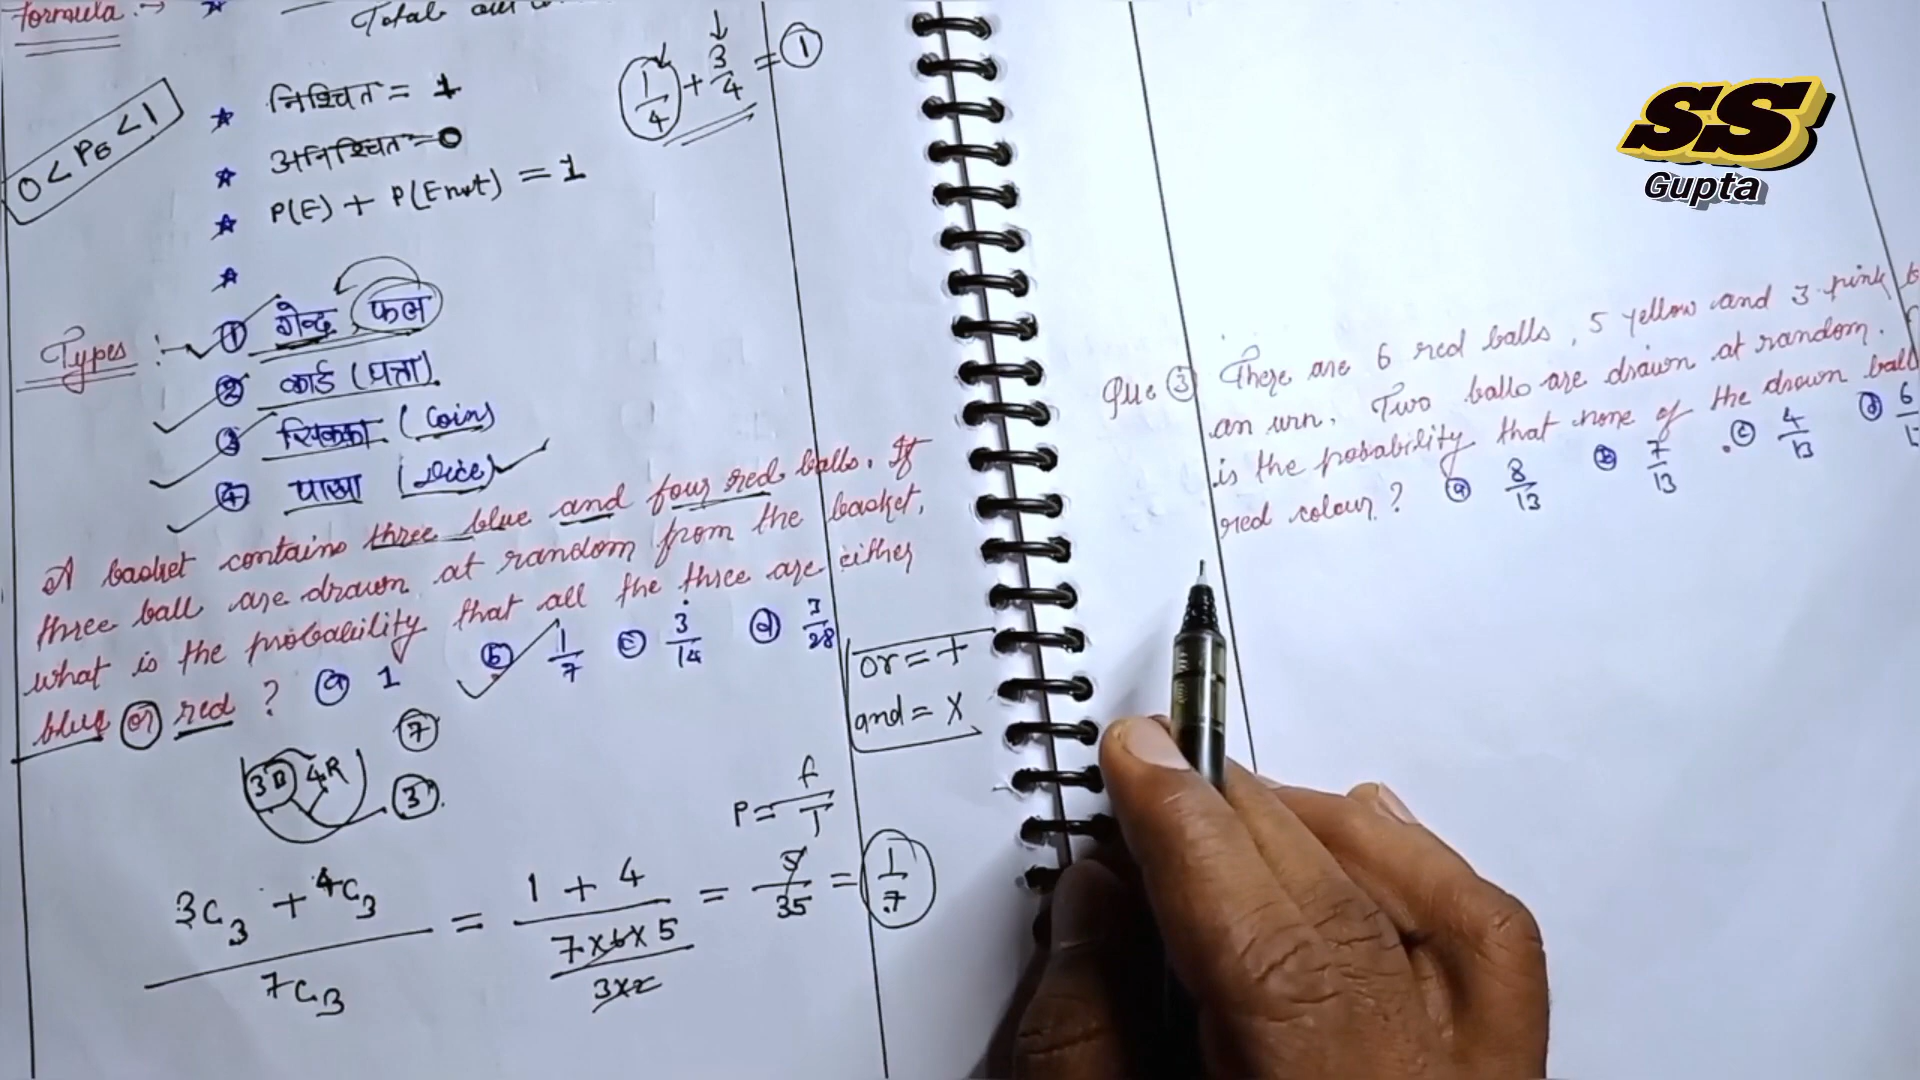 formula :→
Total
0 < PE < 1
निश्चित = 1
अनिश्चित = 0
P(E) + P(E not) = 1
1/4 + 3/4 = 1
Types :→
① गेन्द, फल
② कार्ड (पत्ता).
③ सिक्का (Coin)
④ पासा (Dice)
A basket contains three blue and four red balls. If
three ball are drawn at random from the basket,
what is the probability that all the three are either
blue or red ? ⓐ 1 ⓑ 1/7 ⓒ 3/14 ⓓ 3/28
or = +
and = X
3B 4R
7
3
P = f/T
3C3 + 4C3 / 7C3 = 1 + 4 / 7x6x5 / 3x2 = 5/35 = 1/7
SS
Gupta
Que ③ There are 6 red balls, 5 yellow and 3 pink
an urn. Two balls are drawn at random.
is the probability that none of the drawn ball
red colour ? ⓐ 8/13 ⓑ 7/13 ⓒ 4/13 ⓓ 6